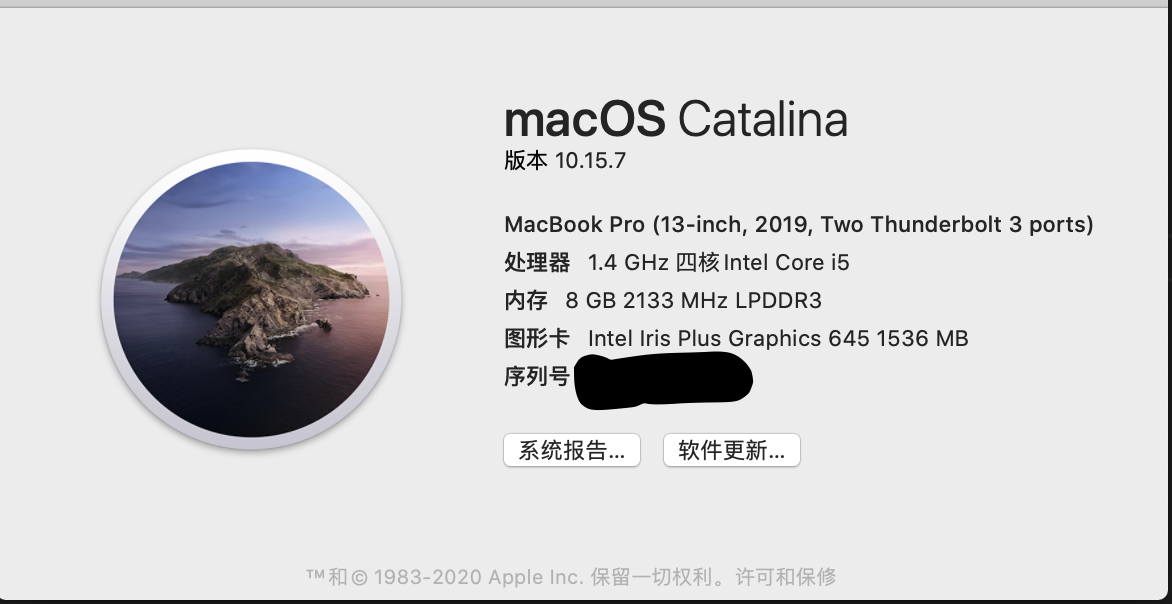 macOS Catalina
版本 10.15.7
MacBook Pro (13-inch, 2019, Two Thunderbolt 3 ports)
处理器 1.4 GHz 四核Intel Core i5
内存 8 GB 2133 MHz LPDDR3
图形卡 Intel Iris Plus Graphics 645 1536 MB
序列号
系统报告... 软件更新...
™和© 1983-2020 Apple Inc. 保留一切权利。许可和保修